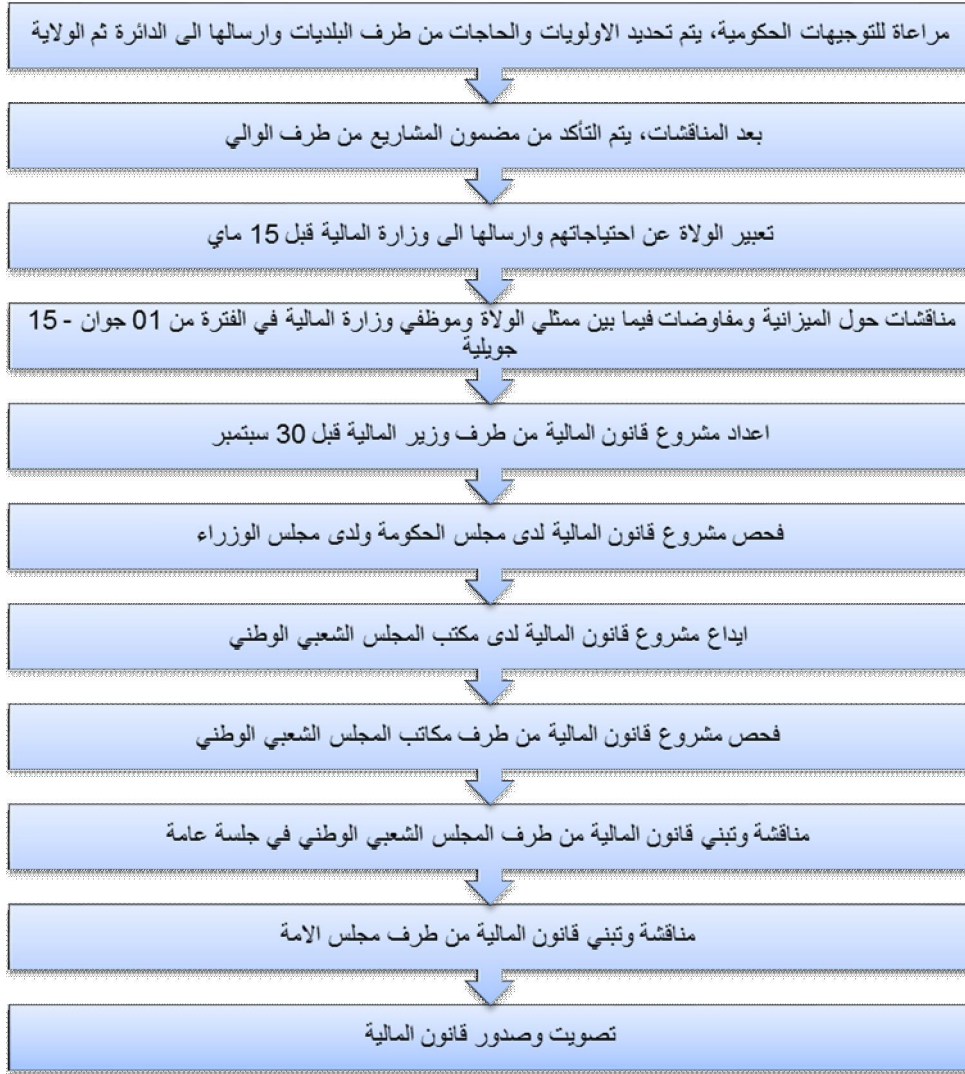 مراعاة للتوجيهات الحكومية، يتم تحديد الاولويات والحاجات من طرف البلديات وارسالها الى الدائرة ثم الولاية
بعد المناقشات، يتم التأكد من مضمون المشاريع من طرف الوالي
تعبير الولاة عن احتياجاتهم وارسالها الى وزارة المالية قبل 15 ماي
مناقشات حول الميزانية ومفاوضات فيما بين ممثلي الولاة وموظفي وزارة المالية في الفترة من 01 جوان - 15
جويلية
اعداد مشروع قانون المالية من طرف وزير المالية قبل 30 سبتمبر
فحص مشروع قانون المالية لدى مجلس الحكومة ولدى مجلس الوزراء
ايداع مشروع قانون المالية لدى مكتب المجلس الشعبي الوطني
فحص مشروع قانون المالية من طرف مكاتب المجلس الشعبي الوطني
مناقشة وتبني قانون المالية من طرف المجلس الشعبي الوطني في جلسة عامة
مناقشة وتبني قانون المالية من طرف مجلس الامة
تصويت وصدور قانون المالية